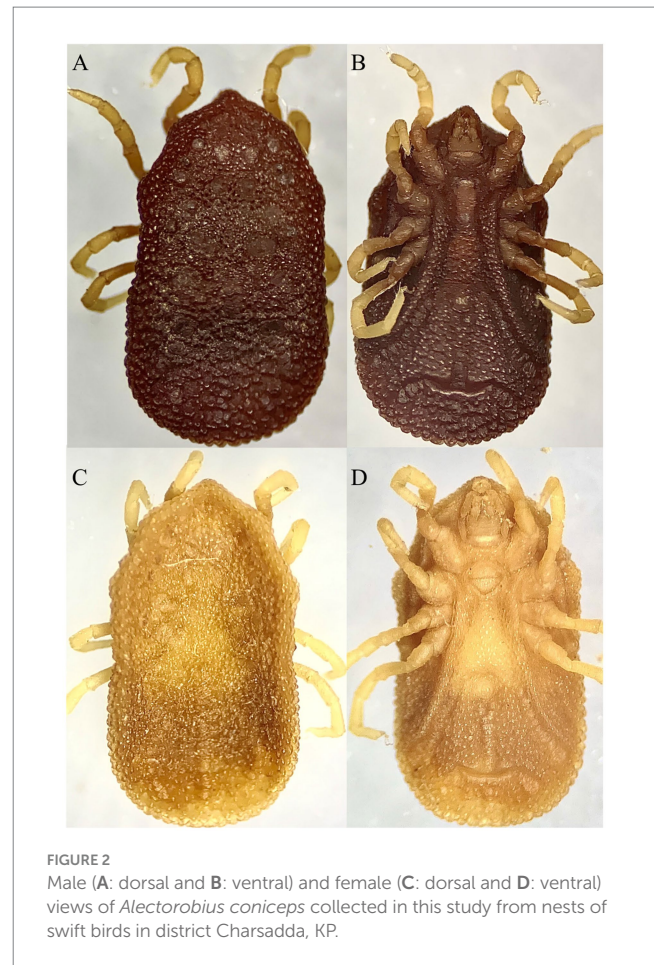 A
B
C
D
FIGURE 2
Male (A: dorsal and B: ventral) and female (C: dorsal and D: ventral)
views of Alectorobius coniceps collected in this study from nests of
swift birds in district Charsadda, KP.